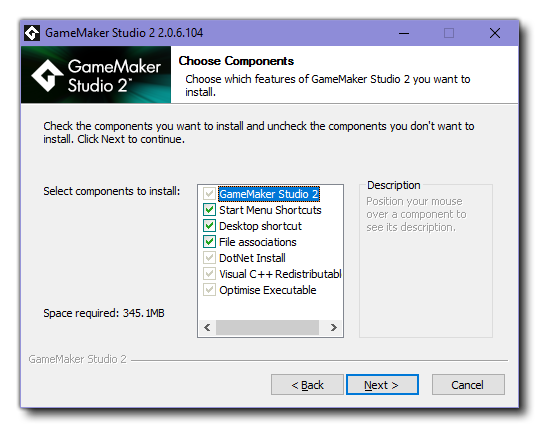 GameMaker Studio 2 2.0.6.104
GameMaker
Studio 2™
Choose Components
Choose which features of GameMaker Studio 2 you want to
install.
Check the components you want to install and uncheck the components you don't want to
install. Click Next to continue.
Select components to install:
GameMaker Studio 2
Start Menu Shortcuts
Desktop shortcut
File associations
DotNet Install
Visual C++ Redistributabl
Optimise Executable
Description
Position your mouse
over a component to
see its description.
Space required: 345.1MB
GameMaker Studio 2
< Back
Next >
Cancel